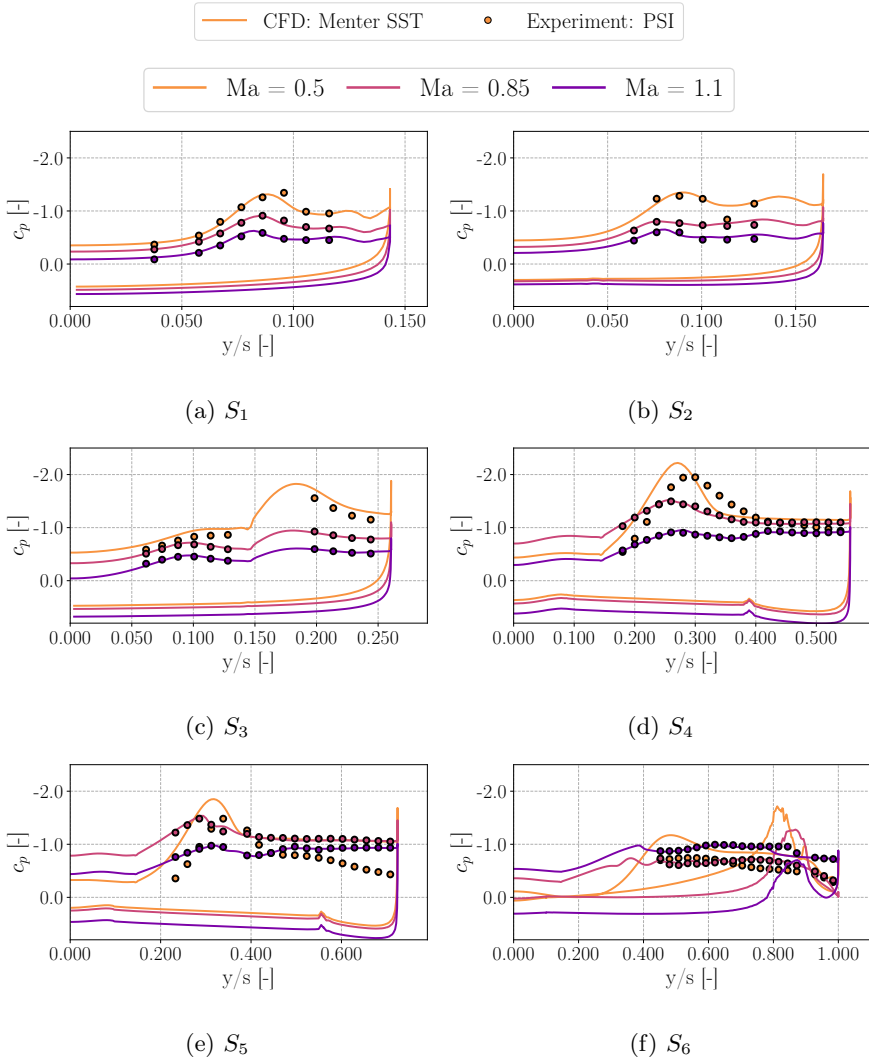 CFD: Menter SST Experiment: PSI
Ma = 0.5 Ma = 0.85 Ma = 1.1
-2.0
-1.0
0.0
c_p [-]
0.000 0.050 0.100 0.150
y/s [-]
(a) S_1
-2.0
-1.0
0.0
c_p [-]
0.000 0.050 0.100 0.150
y/s [-]
(b) S_2
-2.0
-1.0
0.0
c_p [-]
0.000 0.050 0.100 0.150 0.200 0.250
y/s [-]
(c) S_3
-2.0
-1.0
0.0
c_p [-]
0.000 0.100 0.200 0.300 0.400 0.500
y/s [-]
(d) S_4
-2.0
-1.0
0.0
c_p [-]
0.000 0.200 0.400 0.600
y/s [-]
(e) S_5
-2.0
-1.0
0.0
c_p [-]
0.000 0.200 0.400 0.600 0.800 1.000
y/s [-]
(f) S_6